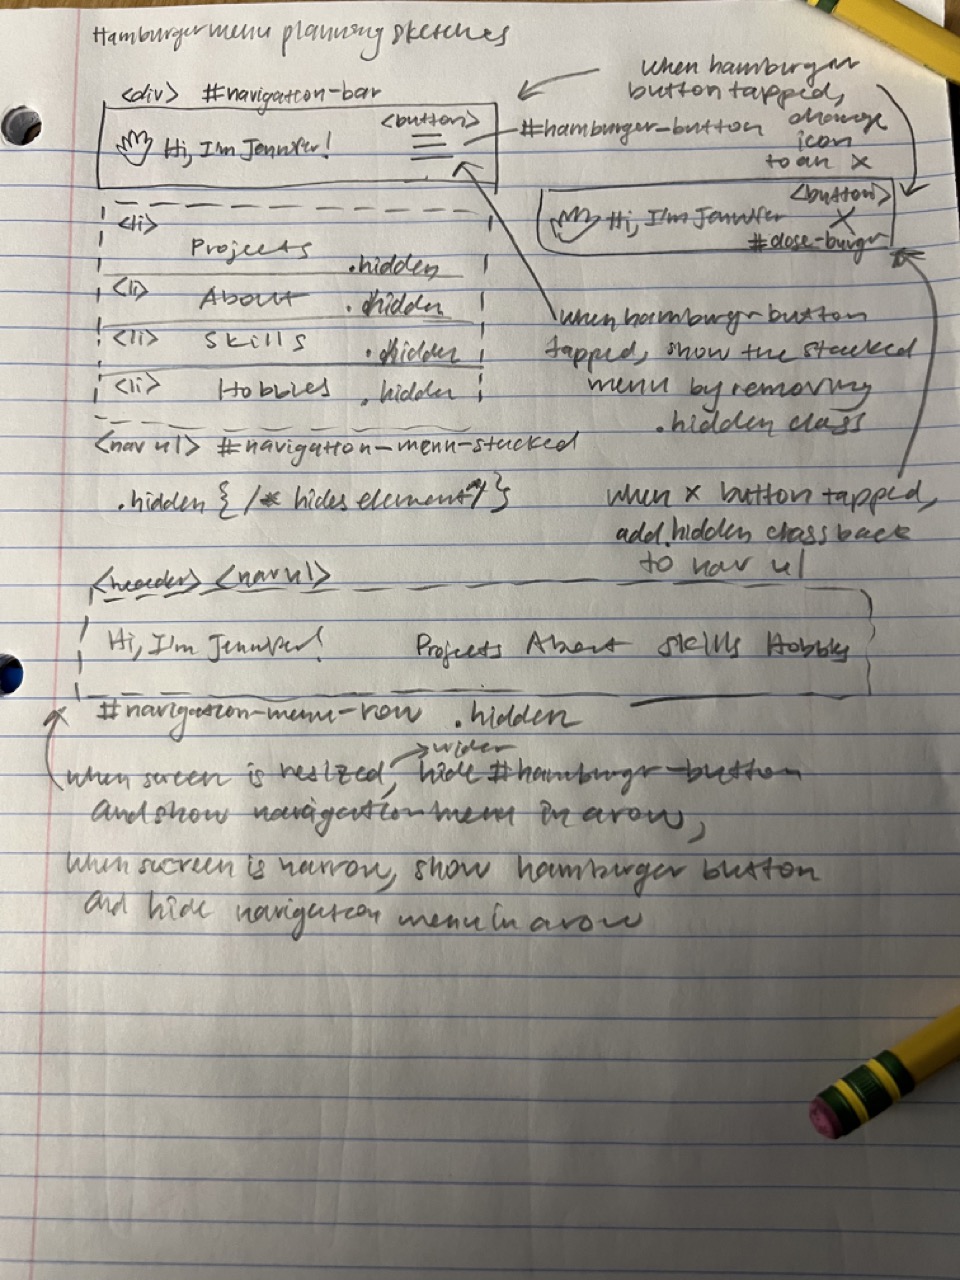 Hamburger menu planning sketches
<div> #navigation-bar
<button>
👋 Hi, I'm Jennifer!
#hamburger-button
when hamburger
button tapped,
change
icon
to an X
<button>
Hi, I'm Jennifer X
#close-burgr
<li>
Projects .hidden
<li> About .hidden
<li> Skills .hidden
<li> Hobbies .hidden
<nav ul> #navigation-menu-stacked
when hamburgr button
tapped, show the stacked
menu by removing
.hidden class
.hidden { /* hides element */ }
when X button tapped,
add .hidden class back
to nav ul
<header> <nav ul>
Hi, I'm Jennifer! Projects About Skills Hobbies
#navigation-menu-row .hidden
when screen is resized, wider hide #hamburgr-button
and show navigation menu in a row,
when screen is narrow, show hamburger button
and hide navigation menu in a row